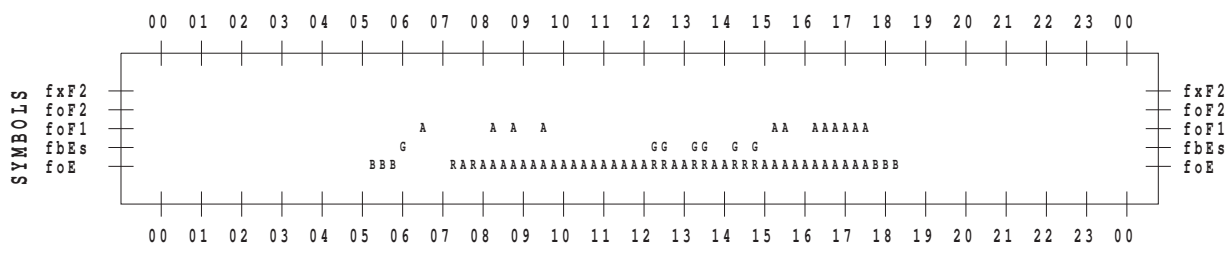 00 01 02 03 04 05 06 07 08 09 10 11 12 13 14 15 16 17 18 19 20 21 22 23 00
SYMBOLS
fxF2 fxF2
foF2 foF2
foF1 A A A A AA AAAAAA foF1
fbEs G GG GG G G fbEs
foE BBB RARAAAAAAAAAAAAAAAAARRAARRAARRRAAAAAAAAAAABBB foE
00 01 02 03 04 05 06 07 08 09 10 11 12 13 14 15 16 17 18 19 20 21 22 23 00